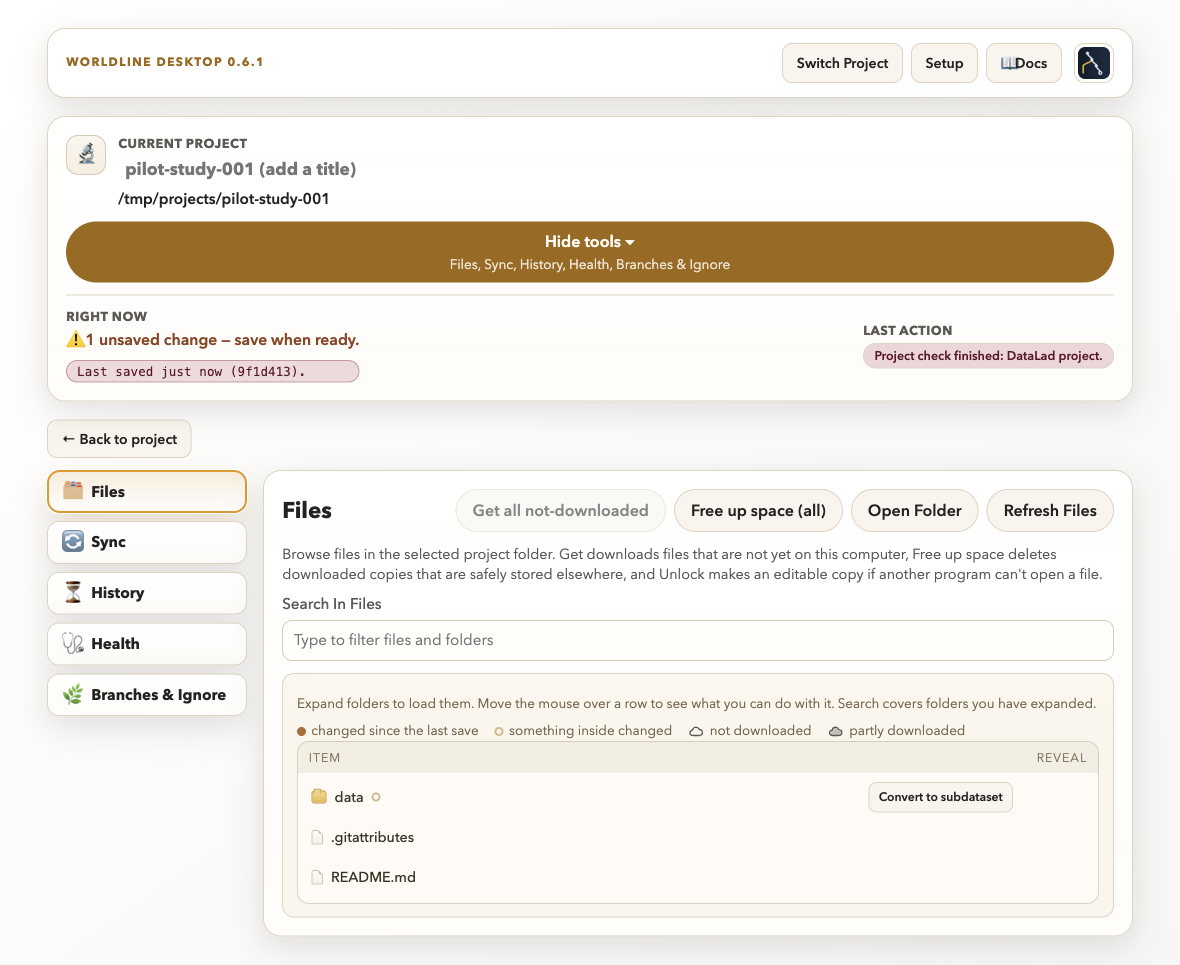 WORLDLINE DESKTOP 0.6.1
Switch Project
Setup
Docs
CURRENT PROJECT
pilot-study-001 (add a title)
/tmp/projects/pilot-study-001
Hide tools
Files, Sync, History, Health, Branches & Ignore
RIGHT NOW
1 unsaved change – save when ready.
Last saved just now (9f1d413).
LAST ACTION
Project check finished: DataLad project.
← Back to project
Files
Sync
History
Health
Branches & Ignore
Files
Get all not-downloaded
Free up space (all)
Open Folder
Refresh Files
Browse files in the selected project folder. Get downloads files that are not yet on this computer, Free up space deletes
downloaded copies that are safely stored elsewhere, and Unlock makes an editable copy if another program can't open a file.
Search In Files
Type to filter files and folders
Expand folders to load them. Move the mouse over a row to see what you can do with it. Search covers folders you have expanded.
changed since the last save
something inside changed
not downloaded
partly downloaded
ITEM
REVEAL
data
Convert to subdataset
.gitattributes
README.md